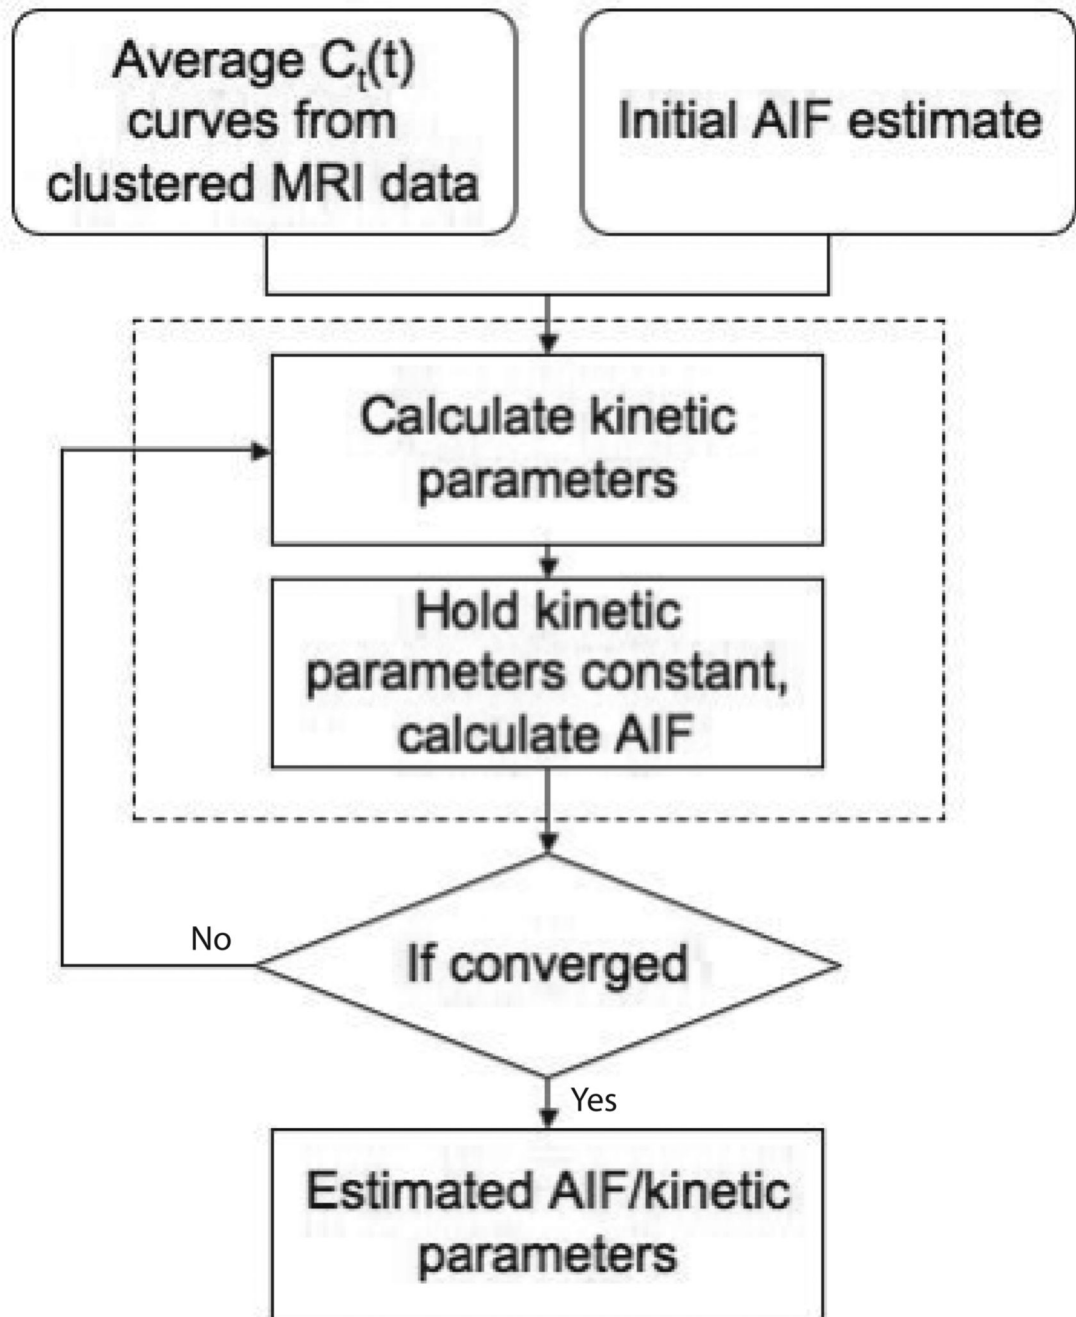 Average Cₜ(t)
curves from
clustered MRI data
Initial AIF estimate
Calculate kinetic
parameters
Hold kinetic
parameters constant,
calculate AIF
If converged
No
Yes
Estimated AIF/kinetic
parameters